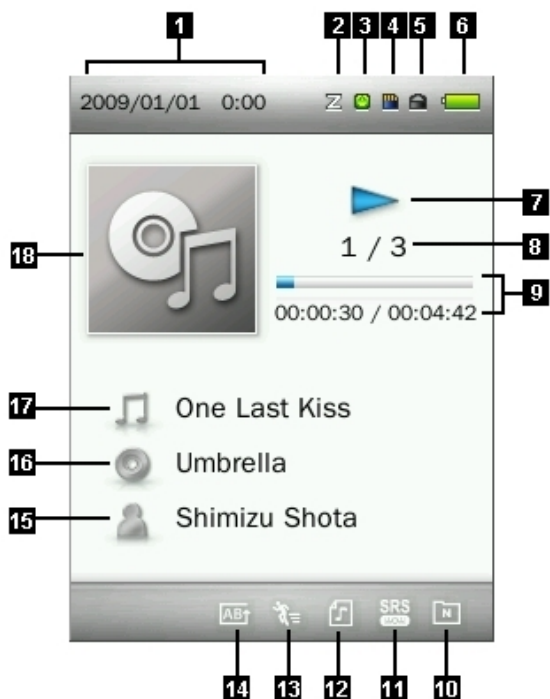 1 2 3 4 5 6
2009/01/01 0:00 Z
7
1 / 3 8
18
9
00:00:30 / 00:04:42
17 One Last Kiss
16 Umbrella
15 Shimizu Shota
AB↑ SRS WOW N
14 13 12 11 10